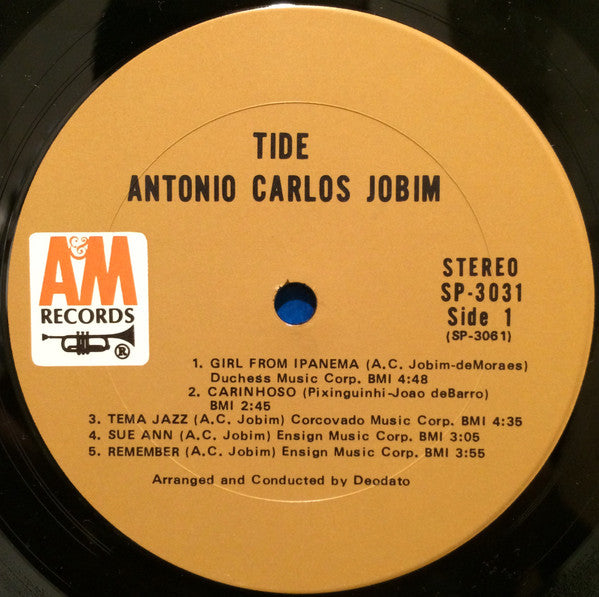 TIDE
ANTONIO CARLOS JOBIM
A&M
RECORDS
®
STEREO
SP-3031
Side 1
(SP-3061)
1. GIRL FROM IPANEMA (A.C. Jobim-deMoraes)
Duchess Music Corp. BMI 4:48
2. CARINHOSO (Pixinguinhi-Joao deBarro)
BMI 2:45
3. TEMA JAZZ (A.C. Jobim) Corcovado Music Corp. BMI 4:35
4. SUE ANN (A.C. Jobim) Ensign Music Corp. BMI 3:05
5. REMEMBER (A.C. Jobim) Ensign Music Corp. BMI 3:55
Arranged and Conducted by Deodato